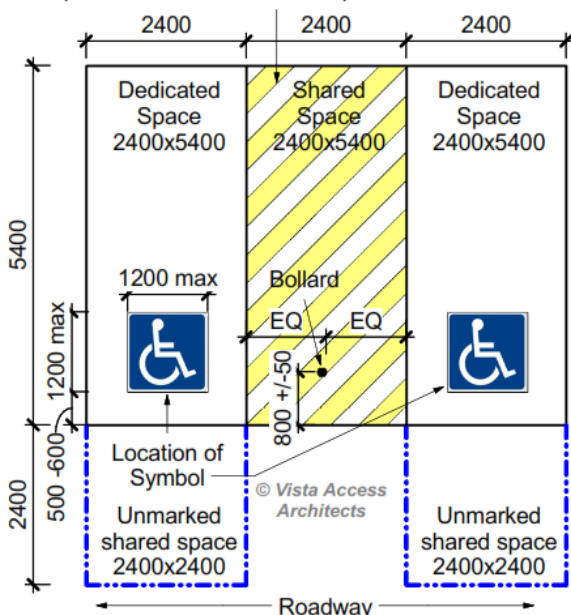 2400
2400
2400
Dedicated
Space
2400x5400
Shared
Space
2400x5400
Dedicated
Space
2400x5400
5400
1200 max
Bollard
EQ
EQ
1200 max
800 +/-50
500 -600
2400
Location of
Symbol
© Vista Access
Architects
Unmarked
shared space
2400x2400
Unmarked
shared space
2400x2400
Roadway